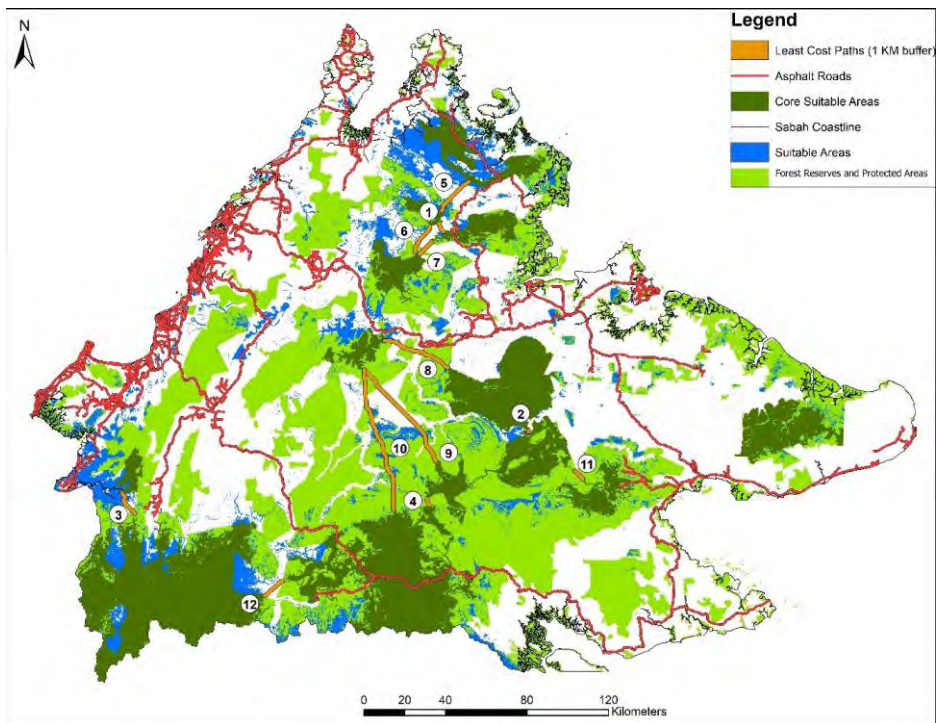 N
Legend
Least Cost Paths (1 KM buffer)
Asphalt Roads
Core Suitable Areas
Sabah Coastline
Suitable Areas
Forest Reserves and Protected Areas
5
1
6
7
8
2
10
9
11
4
3
12
0 20 40 80 120
Kilometers